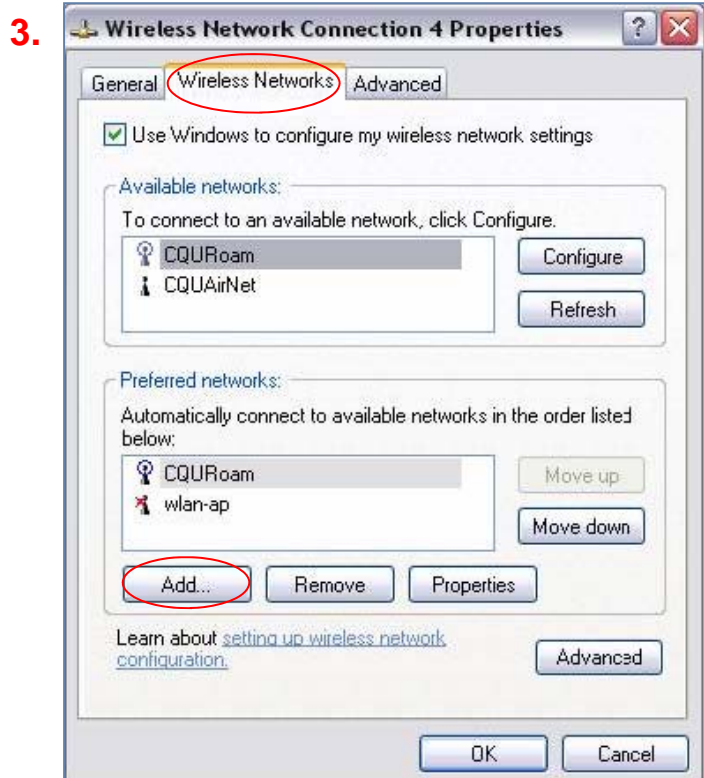 3.
Wireless Network Connection 4 Properties
General Wireless Networks Advanced
Use Windows to configure my wireless network settings
Available networks:
To connect to an available network, click Configure.
CQURoam
Configure
CQUAirNet
Refresh
Preferred networks:
Automatically connect to available networks in the order listed
below:
CQURoam
Move up
wlan-ap
Move down
Add... Remove Properties
Learn about setting up wireless network
configuration.
Advanced
OK Cancel